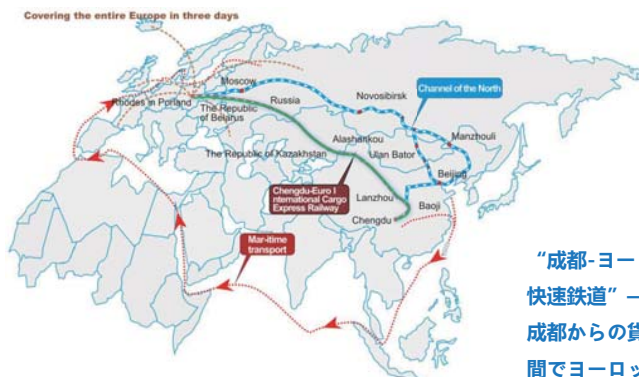 Covering the entire Europe in three days
Moscow
Novosibirsk
Channel of the North
Rhodes in Porland
Russia
The Republic
of Belarus
Manzhouli
Alashankou
The Republic of Kazakhstan
Ulan Bator
Beijing
Chengdu-Euro I
nternational Cargo
Express Railway
Lanzhou
Baoji
Chengdu
Mar-itime
transport
“成都-ヨー
快速鉄道”
成都からの貨
間でヨーロッ